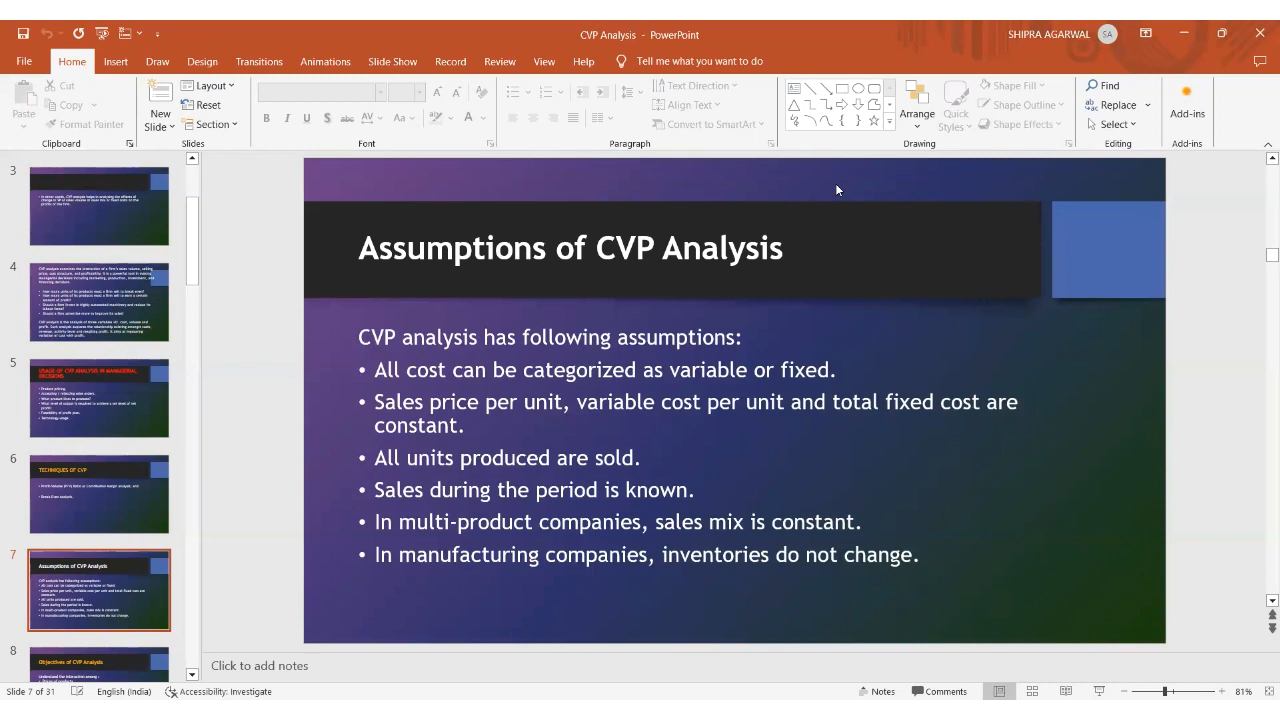 CVP Analysis - PowerPoint
SHIPRA AGARWAL
SA
File
Home
Insert
Draw
Design
Transitions
Animations
Slide Show
Record
Review
View
Help
Tell me what you want to do
Paste
Cut
Copy
Format Painter
Clipboard
New
Slide
Layout
Reset
Section
Slides
B I U S abc AV Aa A
Font
Text Direction
Align Text
Convert to SmartArt
Paragraph
Arrange
Quick
Styles
Shape Fill
Shape Outline
Shape Effects
Drawing
Find
Replace
Select
Editing
Add-ins
Add-ins
3
4
5
USAGE OF CVP ANALYSIS IN MANAGERIAL
DECISIONS
6
TECHNIQUES OF CVP
7
Assumptions of CVP Analysis
8
Objectives of CVP Analysis
Assumptions of CVP Analysis
CVP analysis has following assumptions:
• All cost can be categorized as variable or fixed.
• Sales price per unit, variable cost per unit and total fixed cost are
constant.
• All units produced are sold.
• Sales during the period is known.
• In multi-product companies, sales mix is constant.
• In manufacturing companies, inventories do not change.
Click to add notes
Slide 7 of 31
English (India)
Accessibility: Investigate
Notes
Comments
81%